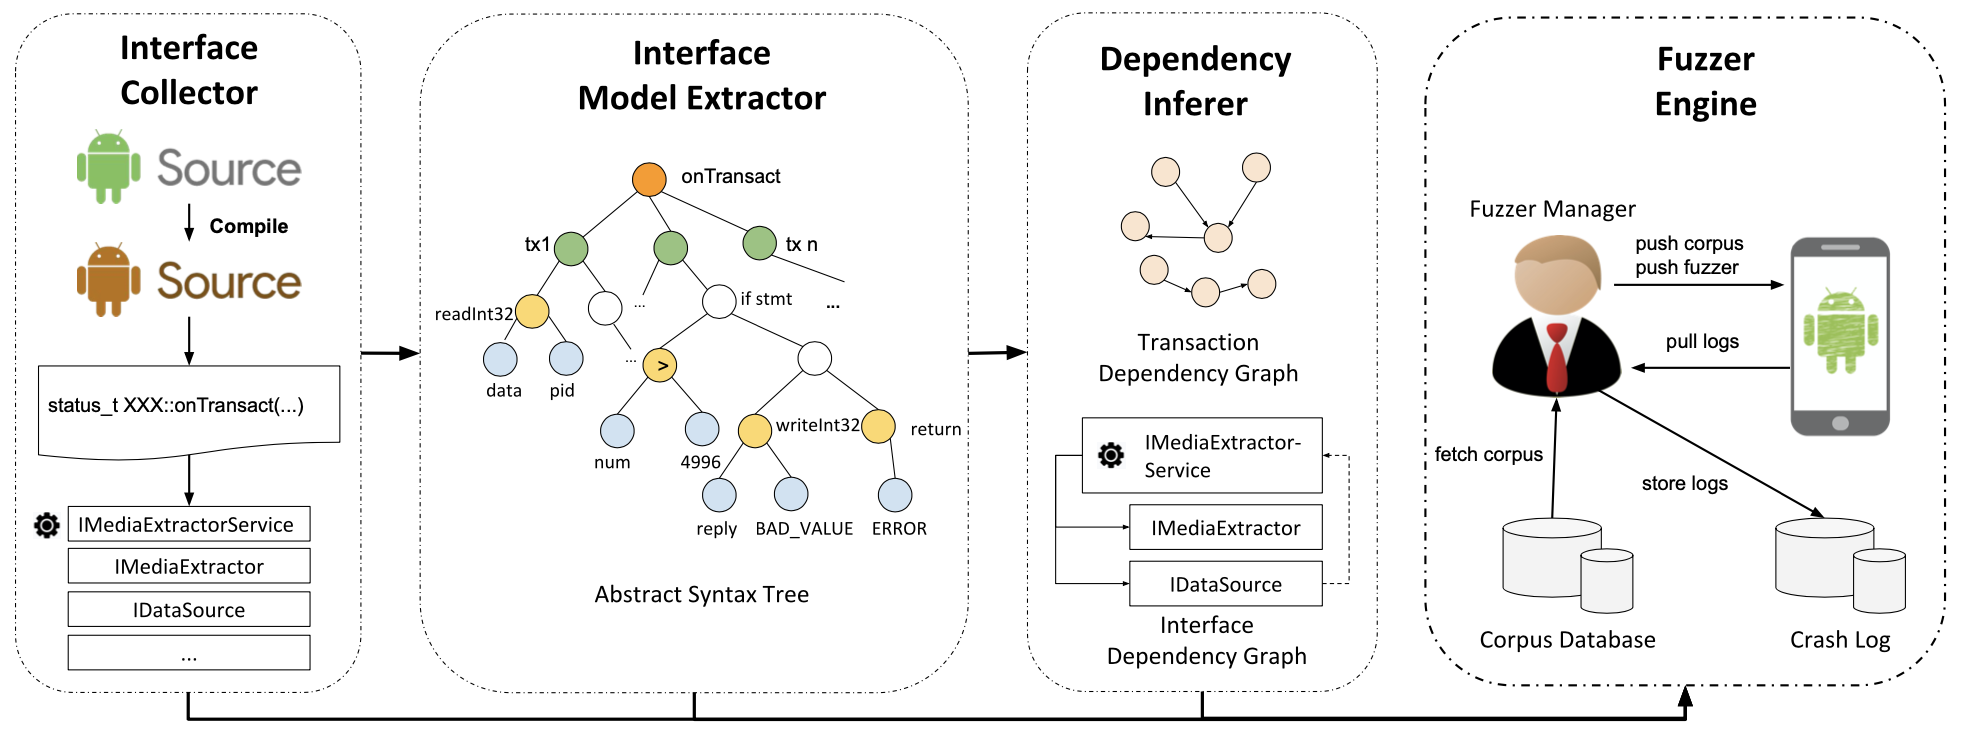 Interface
Collector
Source
Compile
Source
status_t XXX::onTransact(...)
IMediaExtractorService
IMediaExtractor
IDataSource
...
Interface
Model Extractor
onTransact
tx1
tx n
readInt32
...
if stmt
...
data
pid
...
>
num
4996
writeInt32
return
reply
BAD_VALUE
ERROR
Abstract Syntax Tree
Dependency
Inferer
Transaction
Dependency Graph
IMediaExtractor-
Service
IMediaExtractor
IDataSource
Interface
Dependency Graph
Fuzzer
Engine
Fuzzer Manager
push corpus
push fuzzer
pull logs
fetch corpus
store logs
Corpus Database
Crash Log